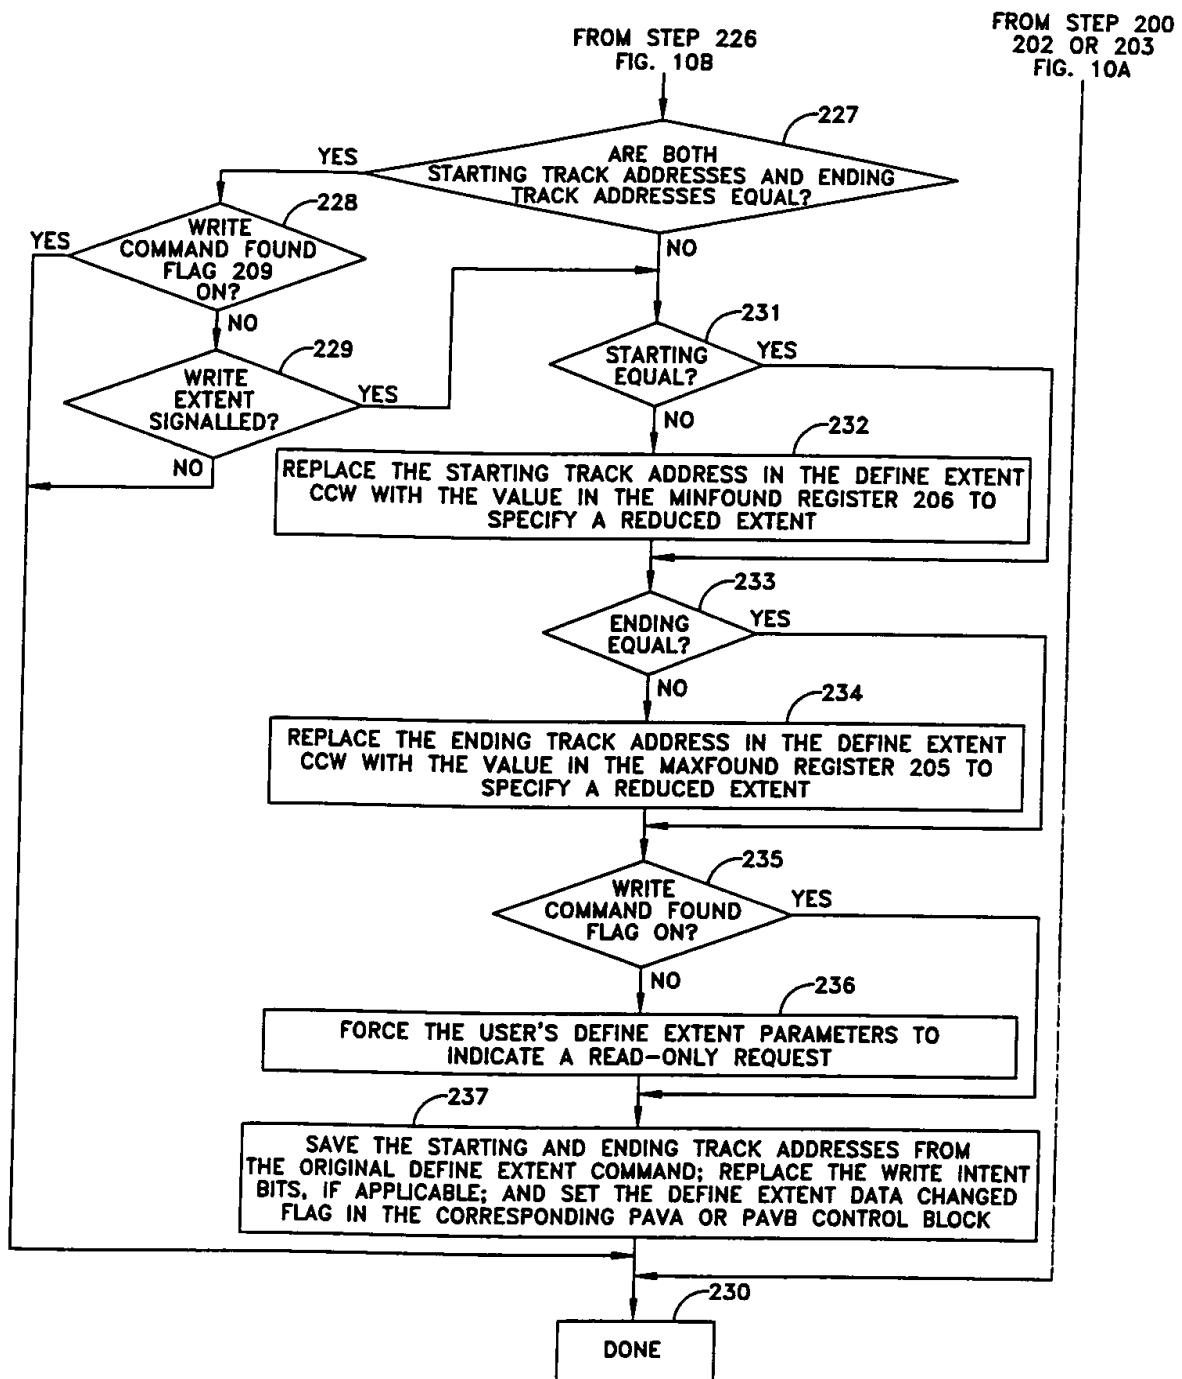 FROM STEP 226
FIG. 10B
FROM STEP 200
202 OR 203
FIG. 10A
227
ARE BOTH
STARTING TRACK ADDRESSES AND ENDING
TRACK ADDRESSES EQUAL?
YES
NO
228
WRITE
COMMAND FOUND
FLAG 209
ON?
YES
NO
229
WRITE
EXTENT
SIGNALLED?
YES
NO
231
STARTING
EQUAL?
YES
NO
232
REPLACE THE STARTING TRACK ADDRESS IN THE DEFINE EXTENT
CCW WITH THE VALUE IN THE MINFOUND REGISTER 206 TO
SPECIFY A REDUCED EXTENT
233
ENDING
EQUAL?
YES
NO
234
REPLACE THE ENDING TRACK ADDRESS IN THE DEFINE EXTENT
CCW WITH THE VALUE IN THE MAXFOUND REGISTER 205 TO
SPECIFY A REDUCED EXTENT
235
WRITE
COMMAND FOUND
FLAG ON?
YES
NO
236
FORCE THE USER'S DEFINE EXTENT PARAMETERS TO
INDICATE A READ-ONLY REQUEST
237
SAVE THE STARTING AND ENDING TRACK ADDRESSES FROM
THE ORIGINAL DEFINE EXTENT COMMAND; REPLACE THE WRITE INTENT
BITS, IF APPLICABLE; AND SET THE DEFINE EXTENT DATA CHANGED
FLAG IN THE CORRESPONDING PAVA OR PAVB CONTROL BLOCK
230
DONE